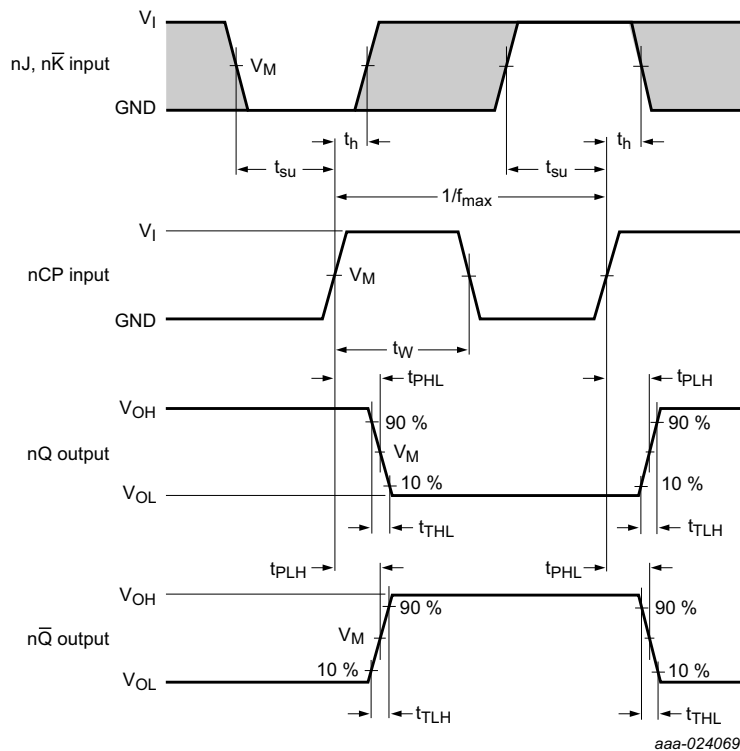 V_I
nJ, nK̅ input
V_M
GND
t_h
t_h
t_su
t_su
1/f_max
V_I
nCP input
V_M
GND
t_W
t_PHL
t_PLH
V_OH
90 %
90 %
nQ output
V_M
10 %
10 %
V_OL
t_THL
t_TLH
t_PLH
t_PHL
V_OH
90 %
90 %
nQ̅ output
V_M
10 %
10 %
V_OL
t_TLH
t_THL
aaa-024069